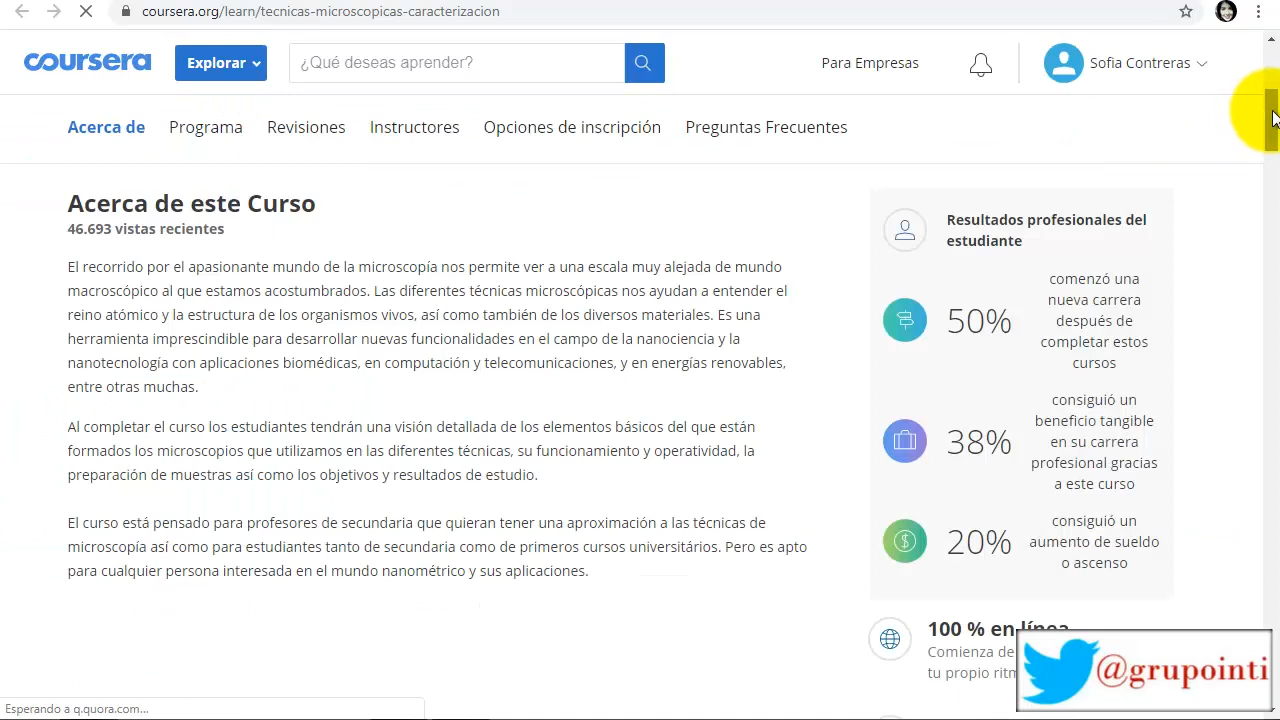 coursera.org/learn/tecnicas-microscopicas-caracterizacion
coursera
Explorar
¿Qué deseas aprender?
Para Empresas
Sofia Contreras
Acerca de
Programa
Revisiones
Instructores
Opciones de inscripción
Preguntas Frecuentes
Acerca de este Curso
46.693 vistas recientes
El recorrido por el apasionante mundo de la microscopía nos permite ver a una escala muy alejada de mundo
macroscópico al que estamos acostumbrados. Las diferentes técnicas microscópicas nos ayudan a entender el
reino atómico y la estructura de los organismos vivos, así como también de los diversos materiales. Es una
herramienta imprescindible para desarrollar nuevas funcionalidades en el campo de la nanociencia y la
nanotecnología con aplicaciones biomédicas, en computación y telecomunicaciones, y en energías renovables,
entre otras muchas.
Al completar el curso los estudiantes tendrán una visión detallada de los elementos básicos del que están
formados los microscopios que utilizamos en las diferentes técnicas, su funcionamiento y operatividad, la
preparación de muestras así como los objetivos y resultados de estudio.
El curso está pensado para profesores de secundaria que quieran tener una aproximación a las técnicas de
microscopía así como para estudiantes tanto de secundaria como de primeros cursos universitários. Pero es apto
para cualquier persona interesada en el mundo nanométrico y sus aplicaciones.
Resultados profesionales del
estudiante
50%
comenzó una
nueva carrera
después de
completar estos
cursos
38%
consiguió un
beneficio tangible
en su carrera
profesional gracias
a este curso
20%
consiguió un
aumento de sueldo
o ascenso
100 % en línea
Comienza de
tu propio ritm
@grupointi
Esperando a q.quora.com...